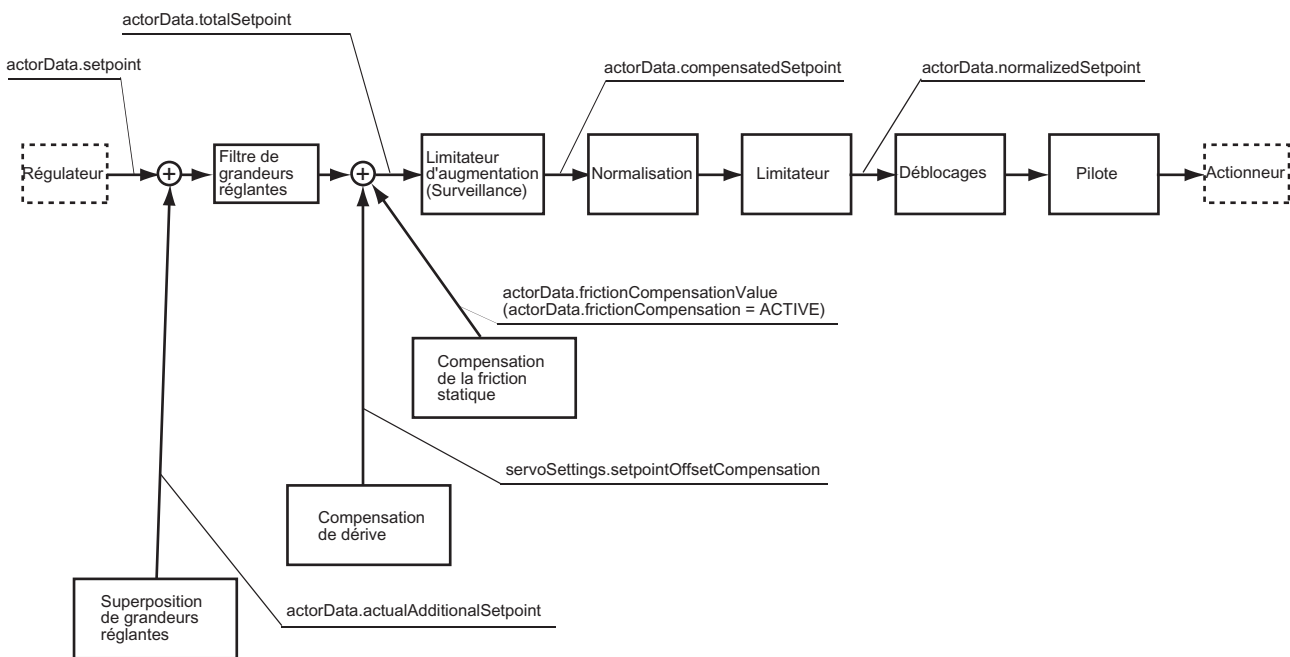 actorData.totalSetpoint
actorData.setpoint
actorData.compensatedSetpoint
actorData.normalizedSetpoint
Régulateur
Filtre de
grandeurs
réglantes
Limitateur
d'augmentation
(Surveillance)
Normalisation
Limitateur
Déblocages
Pilote
Actionneur
actorData.frictionCompensationValue
(actorData.frictionCompensation = ACTIVE)
Compensation
de la friction
statique
servoSettings.setpointOffsetCompensation
Compensation
de dérive
Superposition
de grandeurs
réglantes
actorData.actualAdditionalSetpoint